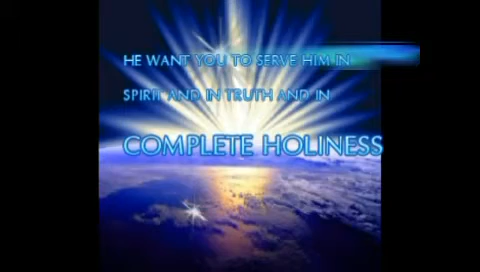 HE WANT YOU TO SERVE HIM IN
SPIRIT AND IN TRUTH AND IN
COMPLETE HOLINESS